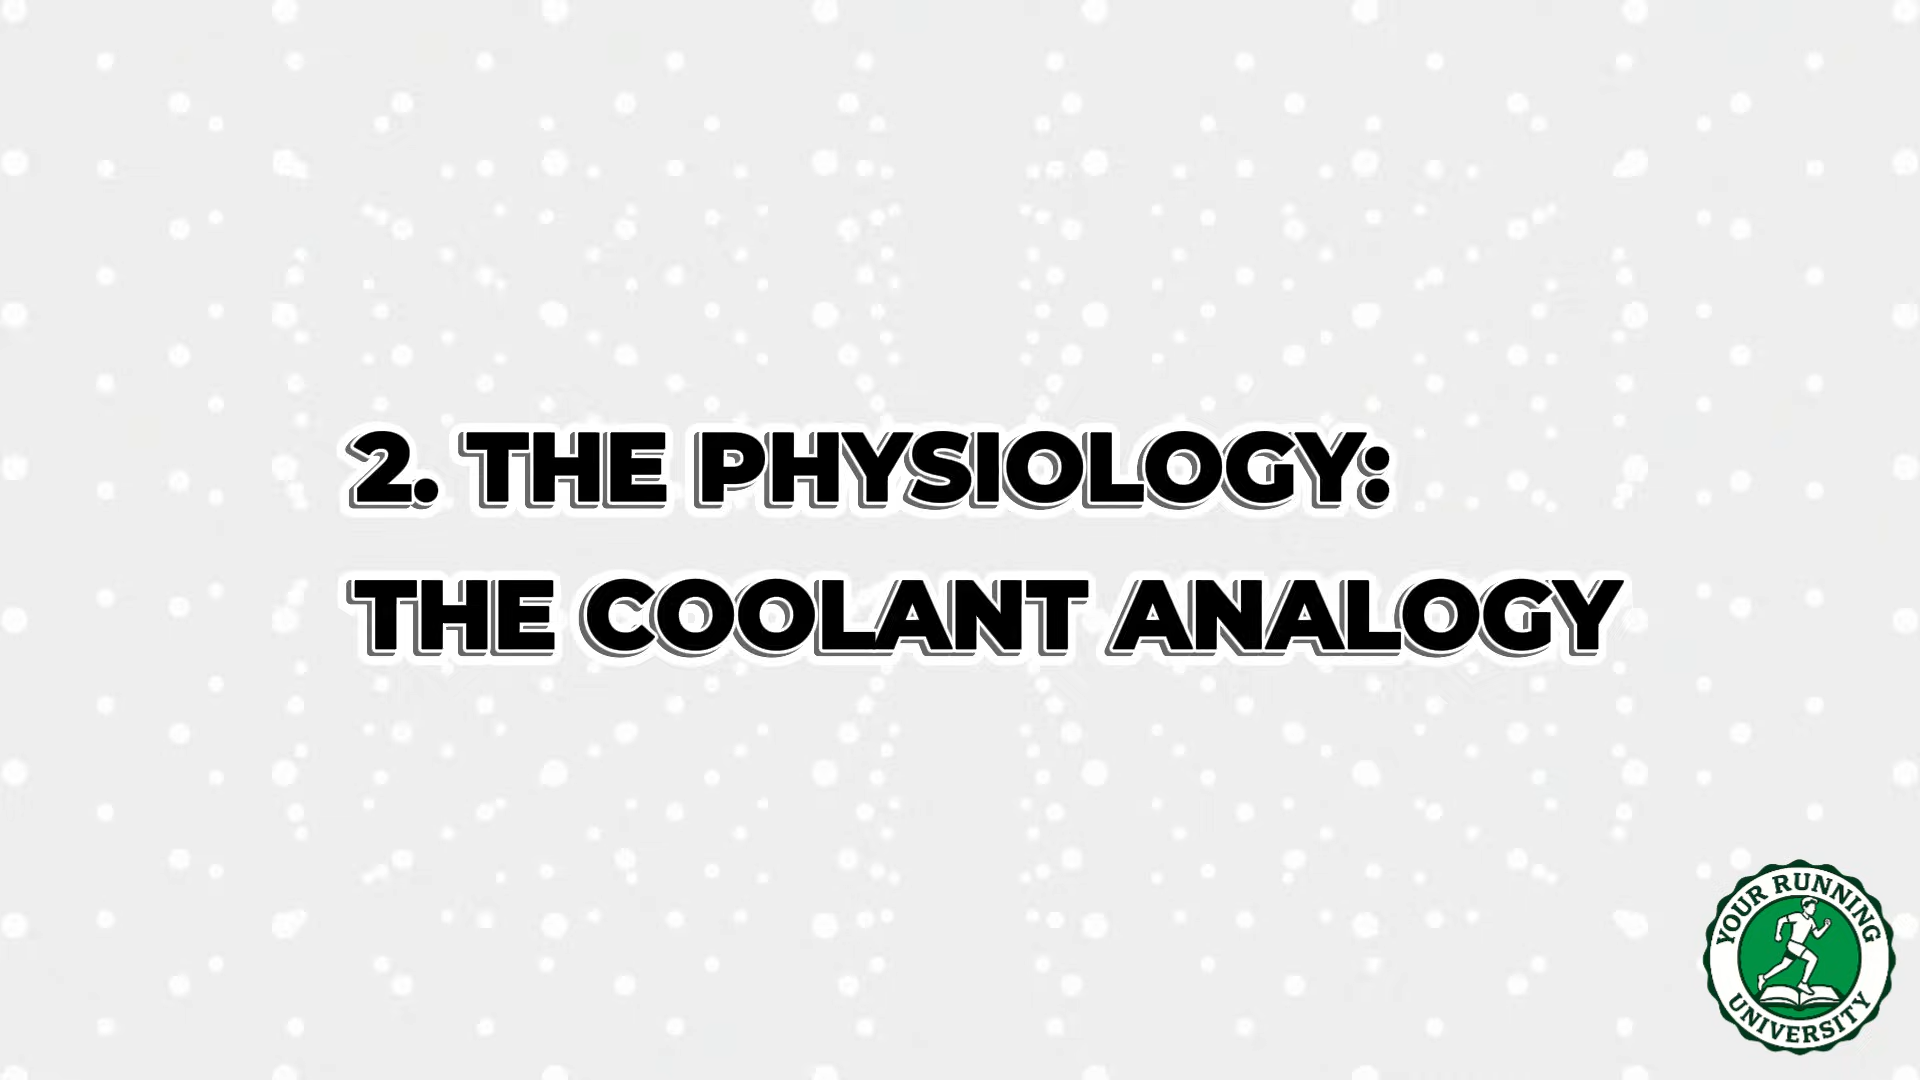 2. THE PHYSIOLOGY:
THE COOLANT ANALOGY
YOUR RUNNING
UNIVERSITY